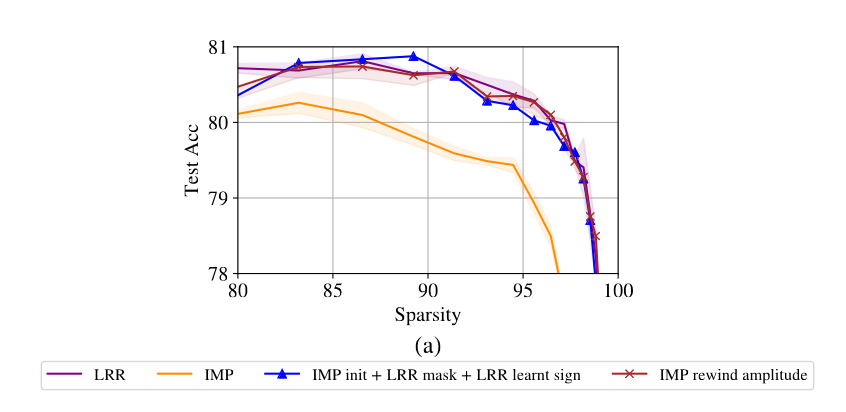 81
80
79
78
Test Acc
80 85 90 95 100
Sparsity
(a)
LRR IMP IMP init + LRR mask + LRR learnt sign IMP rewind amplitude